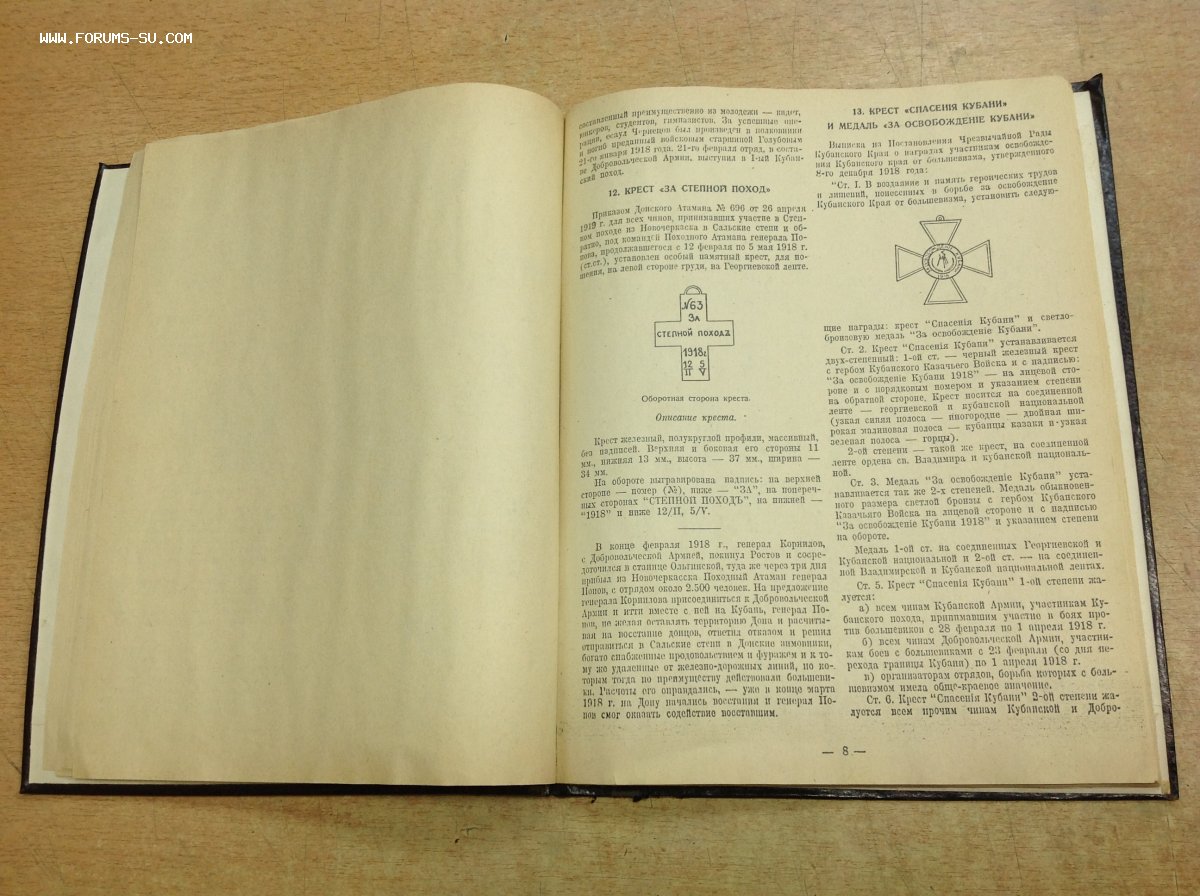 WWW.FORUMS-SU.COM
составленный преимущественно из молодежи — кадет,
юнкеров, студентов, гимназистов. За успешные опе-
рации, есаул Чернецов был произведен в полковники
и погиб преданный войсковым старшиной Голубовым
21-го января 1918 года. 21-го февраля отряд, в соста-
ве Добровольческой Армии, выступил в I-ый Кубан-
ский поход.
12. КРЕСТ «ЗА СТЕПНОЙ ПОХОД»
Приказом Донского Атамана № 696 от 26 апреля
1919 г. для всех чинов, принимавших участие в Степ-
ном походе из Новочеркасска в Сальские степи и об-
ратно, под командой Походного Атамана генерала По-
пова, продолжавшегося с 12 февраля по 5 мая 1918 г.
(ст.ст.), установлен особый памятный крест, для но-
шения, на левой стороне груди, на Георгиевской ленте.
№63
ЗА
СТЕПНОЙ ПОХОДЪ
1918г
12 5
II V
Оборотная сторона креста.
Описание креста.
Крест железный, полукруглой профили, массивный,
без надписей. Верхняя и боковая его стороны 11
мм., нижняя 13 мм., высота — 37 мм., ширина —
34 мм.
На обороте выгравирована надпись: на верхней
стороне — номер (№), ниже — "ЗА", на попереч-
ных сторонах "СТЕПНОЙ ПОХОДЪ", на нижней —
"1918" и ниже 12/II, 5/V.
В конце февраля 1918 г., генерал Корнилов,
с Добровольческой Армией, покинул Ростов и сосре-
доточился в станице Ольгинской, туда же через три дня
прибыл из Новочеркасска Походный Атаман генерал
Попов, с отрядом около 2.500 человек. На предложение
генерала Корнилова присоединиться к Добровольческой
Армии и итти вместе с ней на Кубань, генерал По-
пов, не желая оставлять территорию Дона и рассчиты-
вая на восстание донцов, ответил отказом и решил
отправиться в Сальские степи в Донские зимовники,
богато снабженные продовольствием и фуражем и к то-
му же удаленные от железно-дорожных линий, по ко-
торым тогда по преимуществу действовали большеви-
ки. Расчеты его оправдались, — уже в конце марта
1918 г. на Дону начались восстания и генерал По-
пов смог оказать содействие восставшим.
13. КРЕСТ «СПАСЕНІЯ КУБАНИ»
И МЕДАЛЬ «ЗА ОСВОБОЖДЕНІЕ КУБАНИ»
Выписка из Постановления Чрезвычайной Рады
Кубанского Края о наградах участникам освобожде-
ния Кубанского края от большевизма, утвержденного
8-го декабря 1918 года:
"Ст. I. В воздаяние и память героических трудов
и лишений, понесенных в борьбе за освобождение
Кубанского Края от большевизма, установить следую-
1918
щие награды: крест "Спасенія Кубани" и светло-
бронзовую медаль "За освобождение Кубани".
Ст. 2. Крест "Спасенія Кубани" устанавливается
двух-степенный: 1-ой ст. — черный железный крест
с гербом Кубанского Казачьего Войска и с надписью:
"За освобожденіе Кубани 1918" — на лицевой сто-
роне и с порядковым номером и указанием степени
на обратной стороне. Крест носится на соединенной
ленте — георгиевской и кубанской национальной
(узкая синяя полоса — иногородние — двойная ши-
рокая малиновая полоса — кубанцы казаки и узкая
зеленая полоса — горцы).
2-ой степени — такой же крест, на соединенной
ленте ордена св. Владимира и кубанской националь-
ной.
Ст. 3. Медаль "За освобожденіе Кубани" уста-
навливается так же 2-х степеней. Медаль обыкновен-
ного размера светлой бронзы с гербом Кубанского
Казачьяго Войска на лицевой стороне и с надписью
"За освобожденіе Кубани 1918" и указанием степени
на обороте.
Медаль 1-ой ст. на соединенных Георгиевской и
Кубанской национальной и 2-ой ст. — на соединен-
ной Владимирской и Кубанской национальной лентах.
Ст. 5. Крест "Спасенія Кубани" 1-ой степени жа-
луется:
а) всем чинам Кубанской Армии, участникам Ку-
банского похода, принимавшим участие в боях про-
тив большевиков с 28 февраля по 1 апреля 1918 г.
б) всем чинам Добровольческой Армии, участни-
кам боев с большевиками с 23 февраля (со дня пе-
рехода границы Кубани) по 1 апреля 1918 г.
в) организаторам отрядов, борьба которых с боль-
шевизмом имела обще-краевое значение.
Ст. 6. Крест "Спасенія Кубани" 2-ой степени жа-
луется всем прочим чинам Кубанской и Добро-
— 8 —